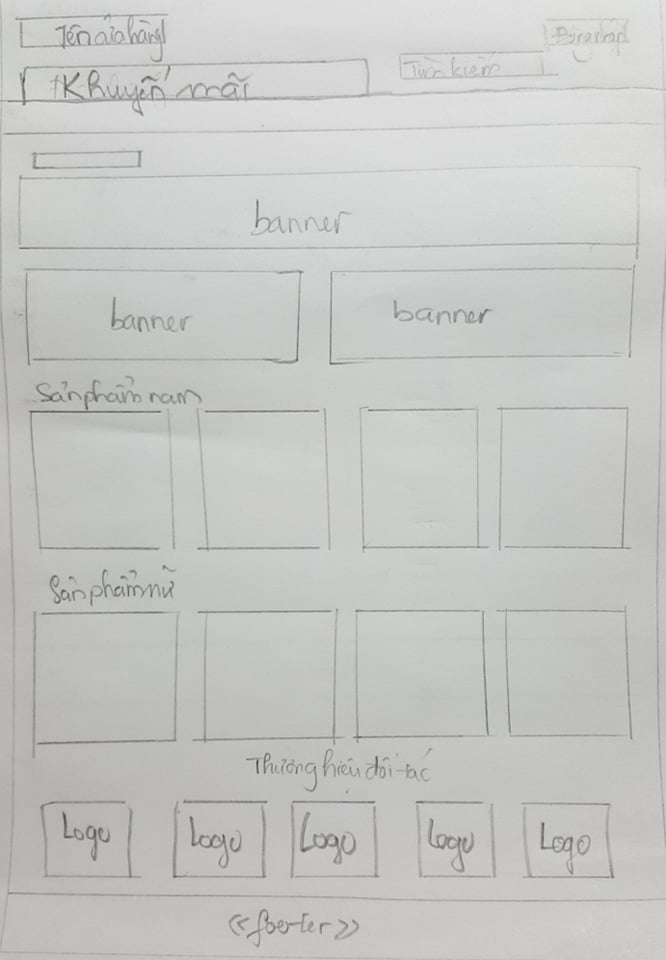 Tên cửa hàng
Đăng nhập
Tìm kiếm
Khuyến mãi
banner
banner banner
Sản phẩm nam
Sản phẩm nữ
Thương hiệu đối tác
Logo Logo Logo Logo Logo
<<footer>>